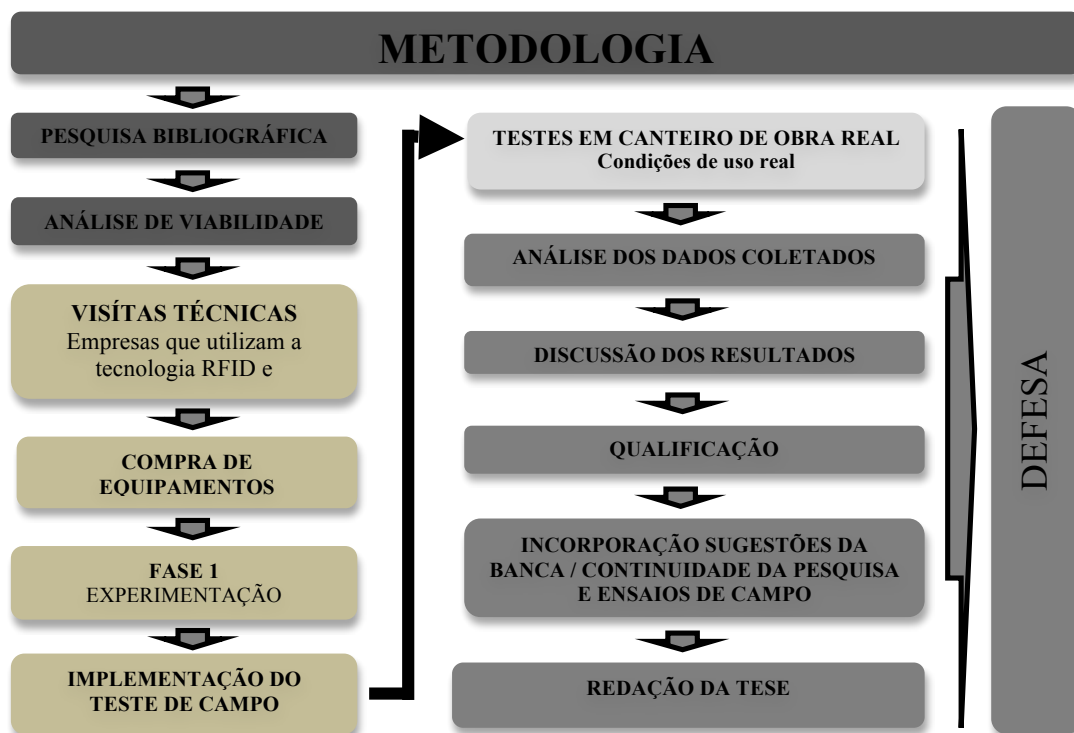 METODOLOGIA
PESQUISA BIBLIOGRÁFICA
ANÁLISE DE VIABILIDADE
VISÍTAS TÉCNICAS
Empresas que utilizam a
tecnologia RFID e
COMPRA DE
EQUIPAMENTOS
FASE 1
EXPERIMENTAÇÃO
IMPLEMENTAÇÃO DO
TESTE DE CAMPO
TESTES EM CANTEIRO DE OBRA REAL
Condições de uso real
ANÁLISE DOS DADOS COLETADOS
DISCUSSÃO DOS RESULTADOS
QUALIFICAÇÃO
INCORPORAÇÃO SUGESTÕES DA
BANCA / CONTINUIDADE DA PESQUISA
E ENSAIOS DE CAMPO
REDAÇÃO DA TESE
DEFESA